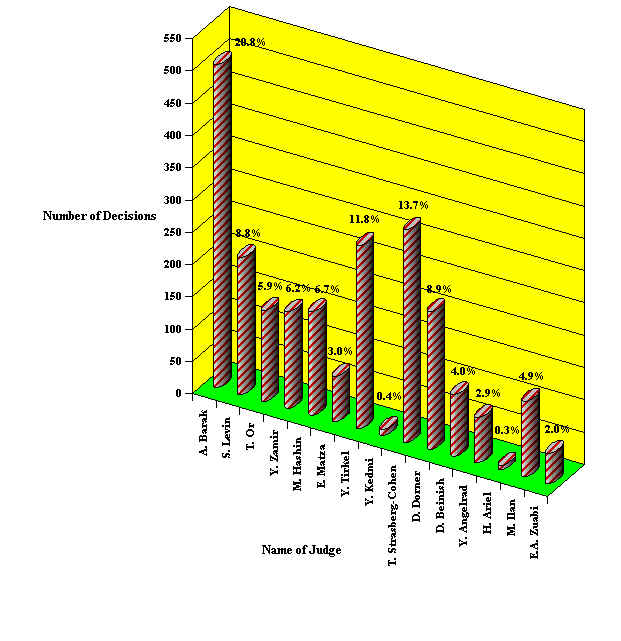 550
500
450
400
350
300
250
200
150
100
50
0
Number of Decisions
20.8%
8.8%
5.9%
6.2%
6.7%
3.0%
11.8%
0.4%
13.7%
8.9%
4.0%
2.9%
0.3%
4.9%
2.0%
A. Barak
S. Levin
T. Or
Y. Zamir
M. Hashin
E. Matza
Y. Tirkel
Y. Kedmi
T. Strasberg-Cohen
D. Dorner
D. Beinish
Y. Angelrad
H. Ariel
M. Ilan
E.A. Zuabi
Name of Judge